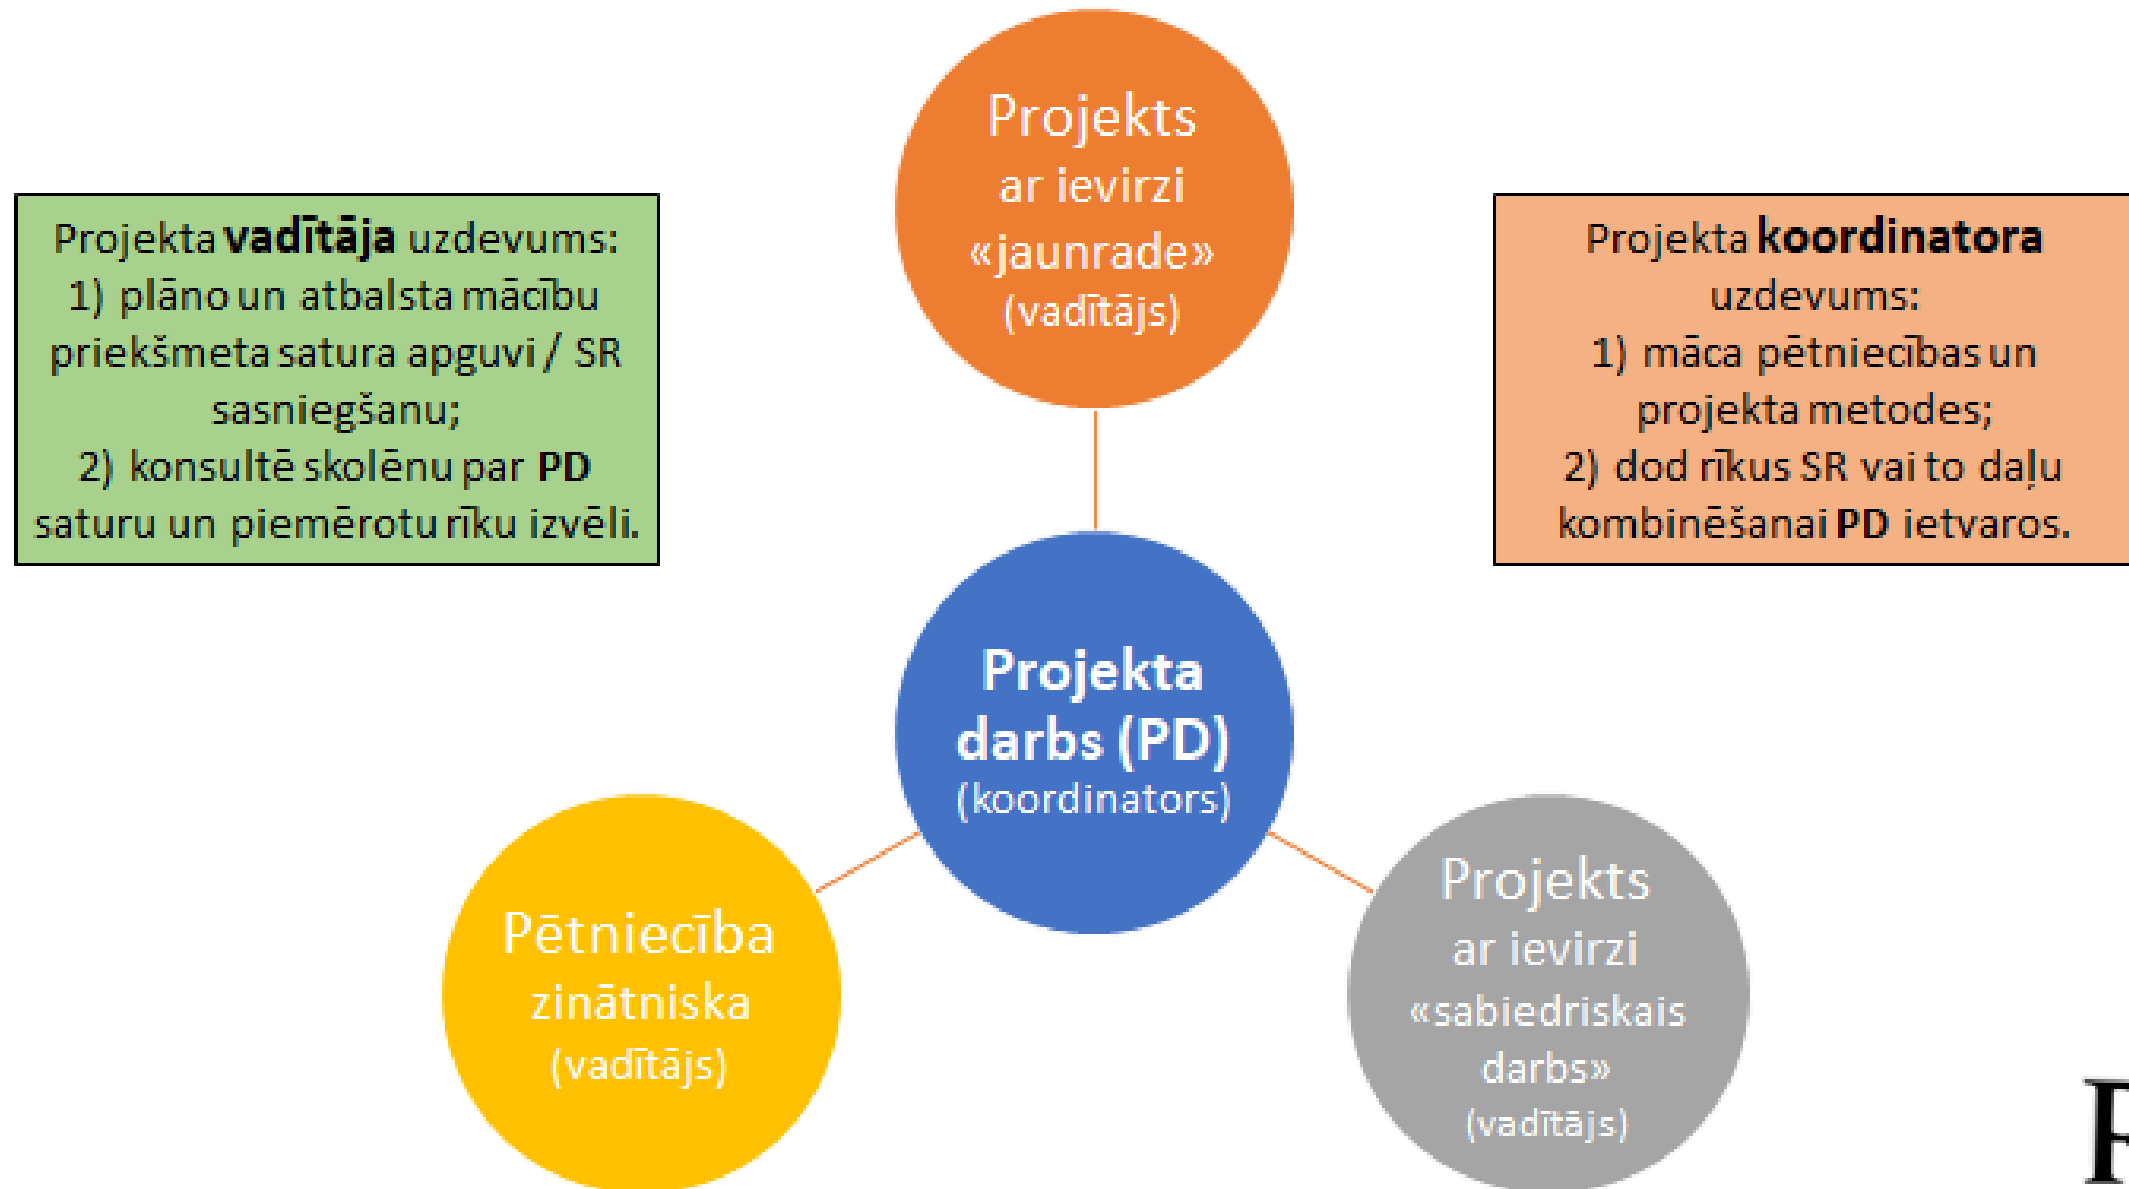 Projekts
ar ievirzi
«jaunrade»
(vadītājs)
Projekta vadītāja uzdevums:
1) plāno un atbalsta mācību
priekšmeta satura apguvi / SR
sasniegšanu;
2) konsultē skolēnu par PD
saturu un piemērotu rīku izvēli.
Projekta koordinatora
uzdevums:
1) māca pētniecības un
projekta metodes;
2) dod rīkus SR vai to daļu
kombinēšanai PD ietvaros.
Projekta
darbs (PD)
(koordinators)
Pētniecība
zinātniska
(vadītājs)
Projekts
ar ievirzi
«sabiedriskais
darbs»
(vadītājs)